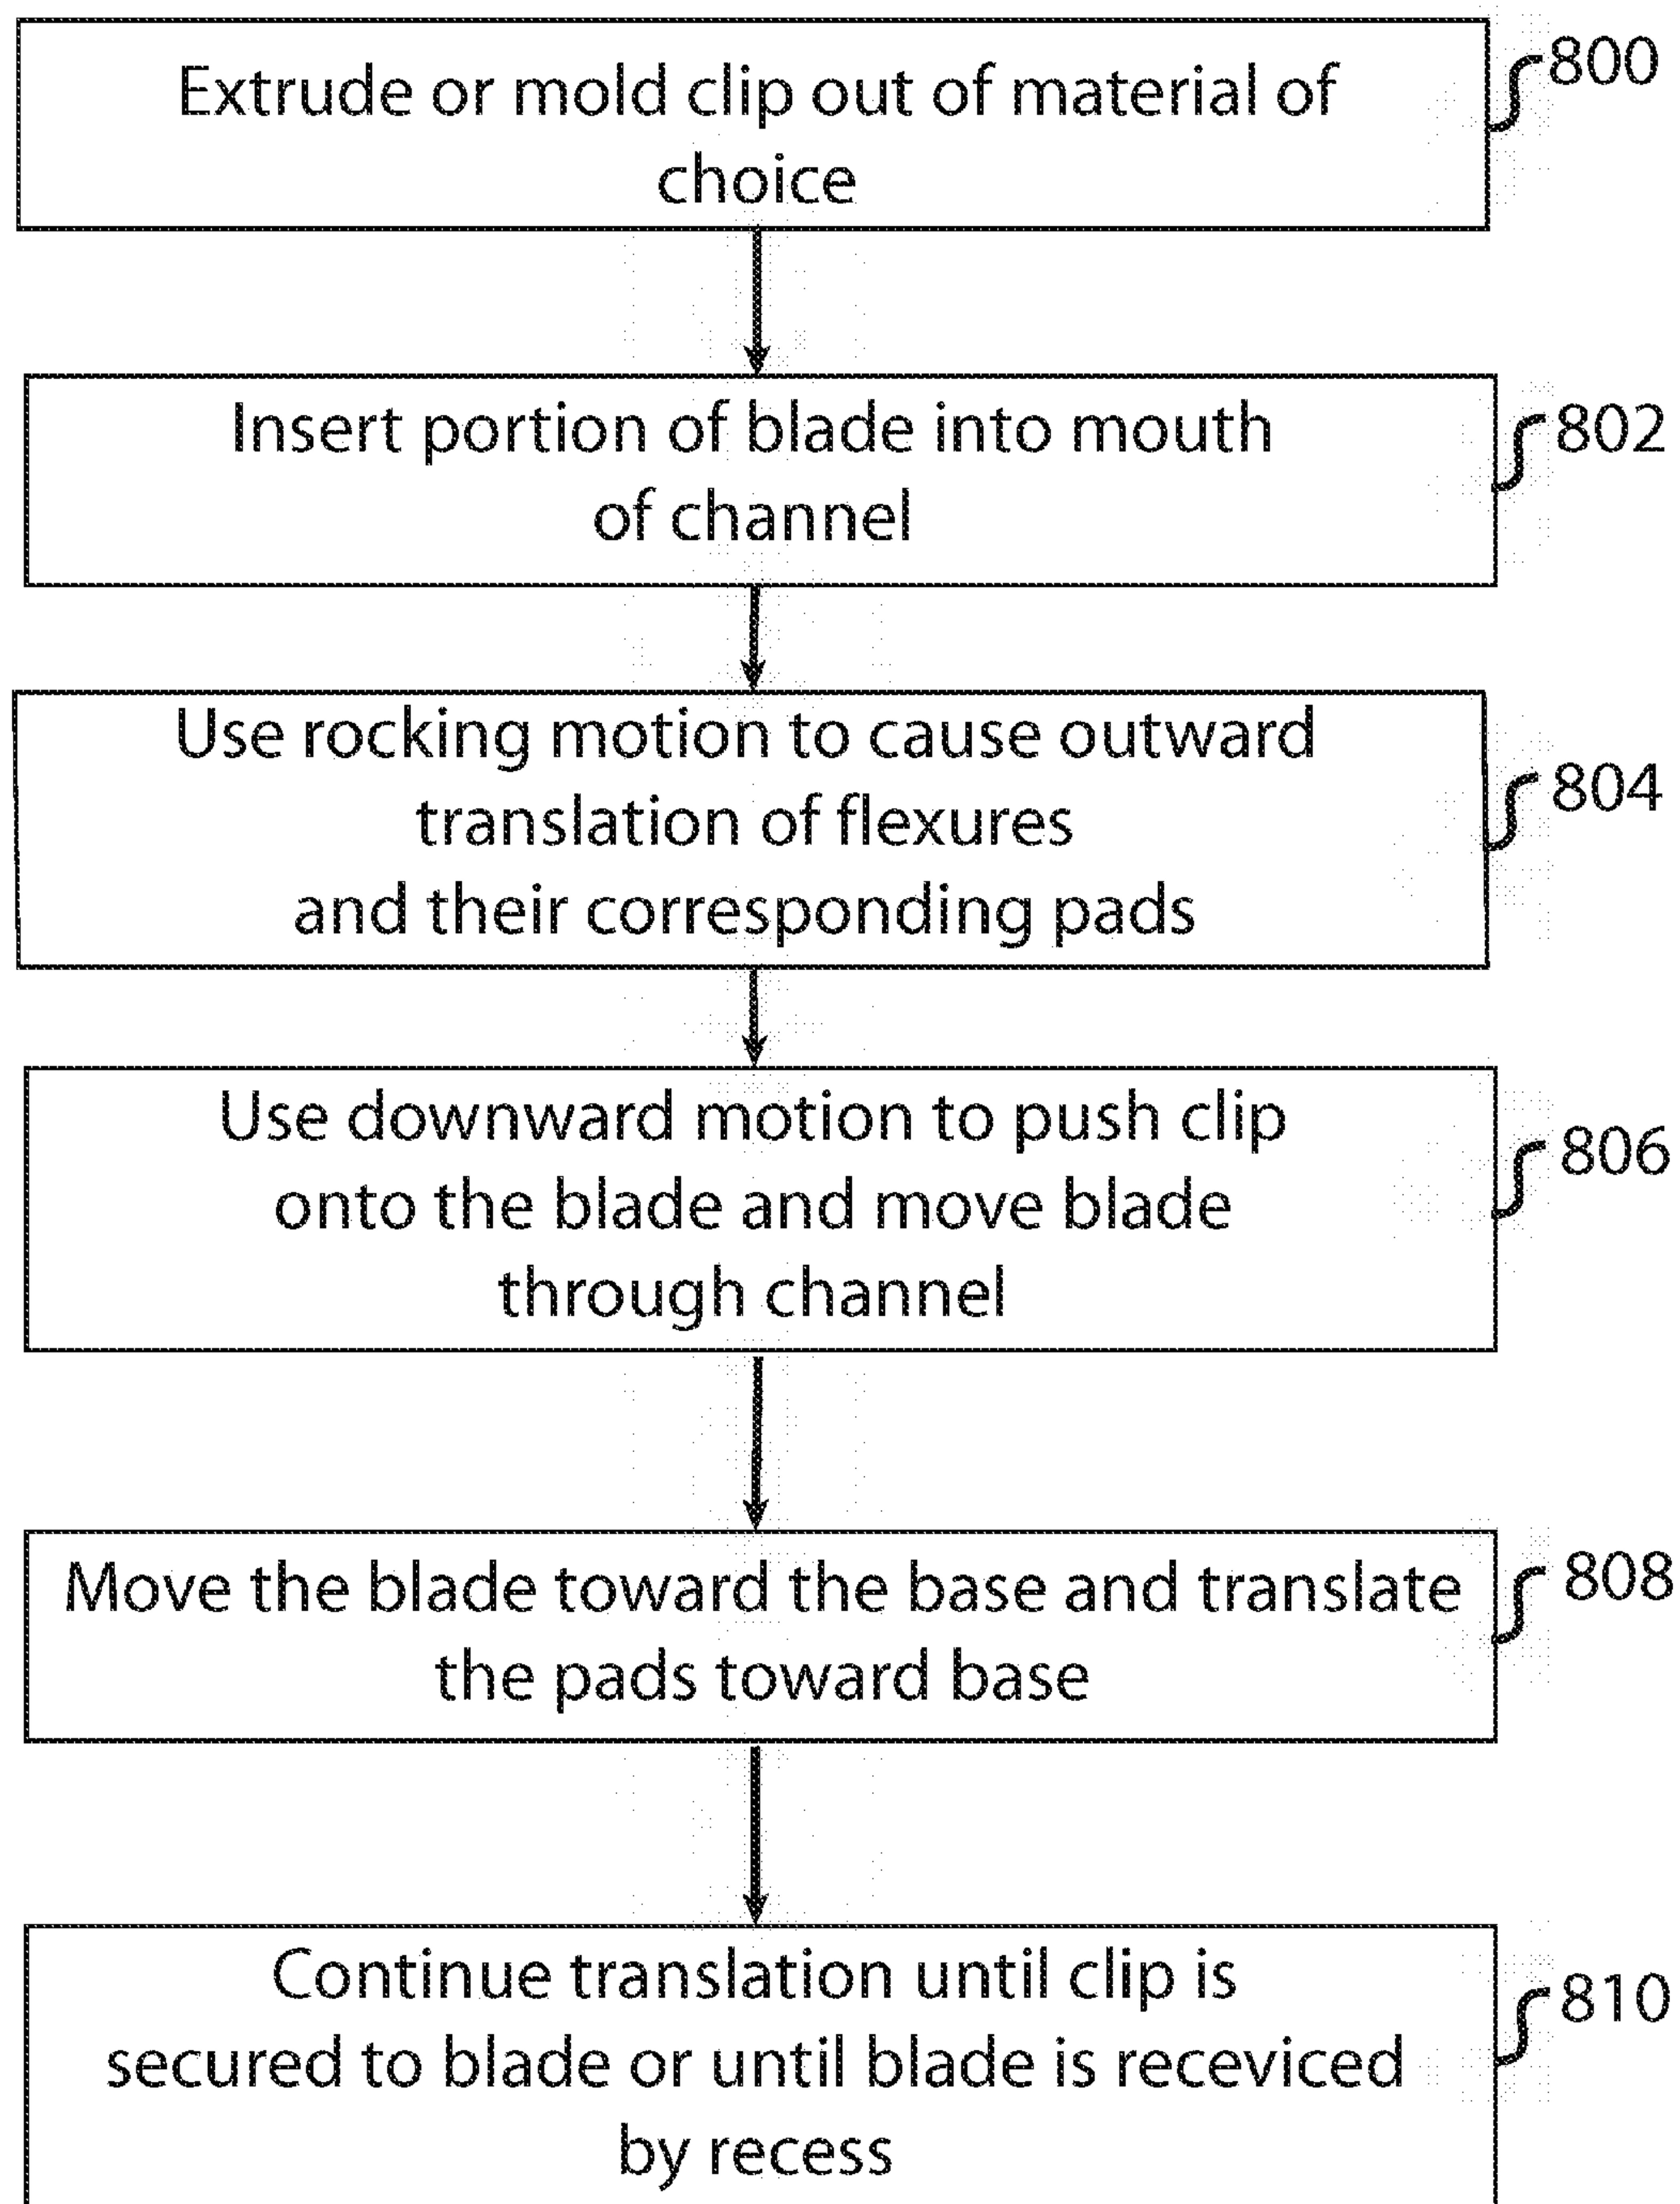 Extrude or mold clip out of material of
choice
800
Insert portion of blade into mouth
of channel
802
Use rocking motion to cause outward
translation of flexures
and their corresponding pads
804
Use downward motion to push clip
onto the blade and move blade
through channel
806
Move the blade toward the base and translate
the pads toward base
808
Continue translation until clip is
secured to blade or until blade is receviced
by recess
810